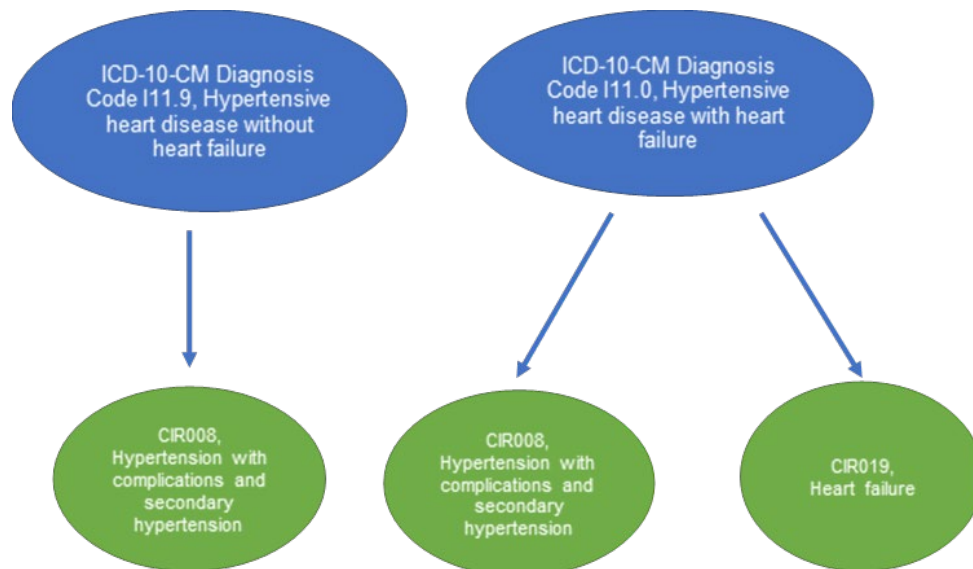 ICD-10-CM Diagnosis
Code I11.9, Hypertensive
heart disease without
heart failure
ICD-10-CM Diagnosis
Code I11.0, Hypertensive
heart disease with heart
failure
CIR008,
Hypertension with
complications and
secondary
hypertension
CIR008,
Hypertension with
complications and
secondary
hypertension
CIR019,
Heart failure